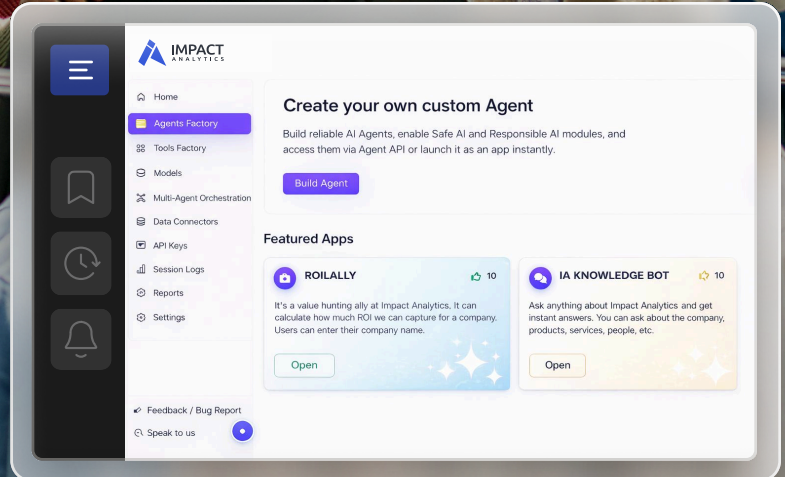 IMPACT
ANALYTICS
Home
Agents Factory
Tools Factory
Models
Multi-Agent Orchestration
Data Connectors
API Keys
Session Logs
Reports
Settings
Feedback / Bug Report
Speak to us
Create your own custom Agent
Build reliable AI Agents, enable Safe AI and Responsible AI modules, and
access them via Agent API or launch it as an app instantly.
Build Agent
Featured Apps
ROILALLY
10
It's a value hunting ally at Impact Analytics, It can
calculate how much ROI we can capture for a company.
Users can enter their company name.
Open
IA KNOWLEDGE BOT
10
Ask anything about Impact Analytics and get
instant answers. You can ask about the company,
products, services, people, etc.
Open